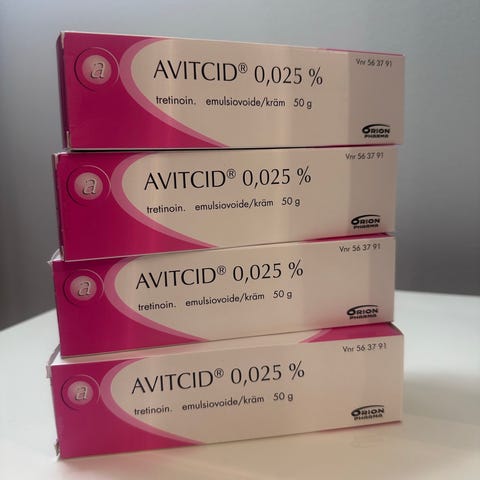 a AVITCID® 0,025 % Vnr 56 37 91
tretinoin. emulsiovoide/kräm 50 g
ORION
PHARMA
a AVITCID® 0,025 % Vnr 56 37 91
tretinoin. emulsiovoide/kräm 50 g
ORION
PHARMA
a AVITCID® 0,025 % Vnr 56 37 91
tretinoin. emulsiovoide/kräm 50 g
ORION
PHARMA
a AVITCID® 0,025 % Vnr 56 37 91
tretinoin. emulsiovoide/kräm 50 g
ORION
PHARMA